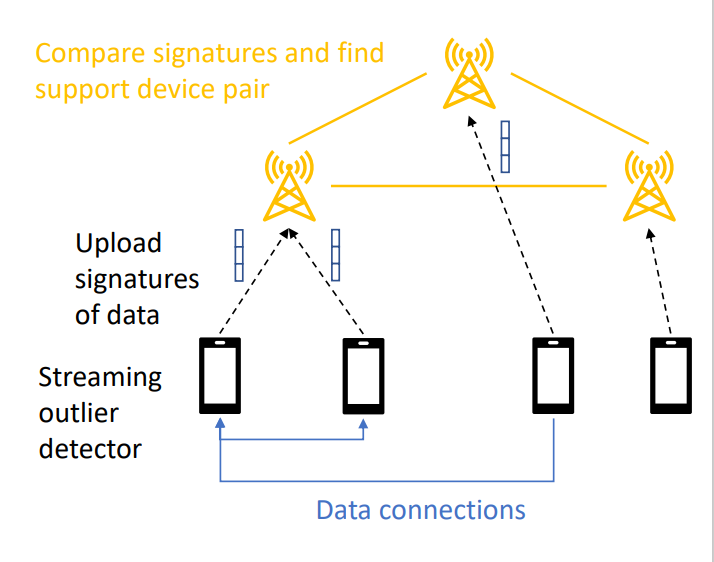 Compare signatures and find
support device pair
Upload
signatures
of data
Streaming
outlier
detector
Data connections